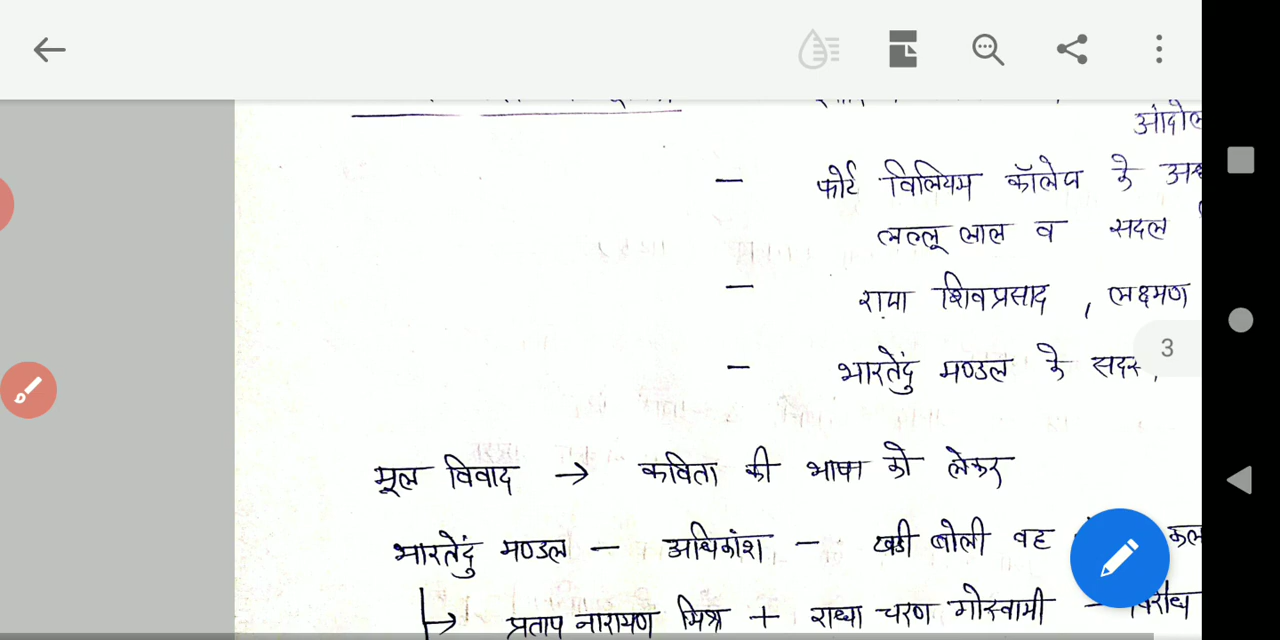 आंदोल
— फोर्ट विलियम कॉलेज के
लल्लू लाल व सदल
— राजा शिवप्रसाद , लक्ष्मण
3
— भारतेंदु मण्डल के सदस
मूल विवाद → कविता की भाषा को लेकर
भारतेंदु मण्डल — अधिकांश — खडी बोली वह कल
↳ प्रताप नारायण मिश्र + राधा चरण गोस्वामी — विरोध